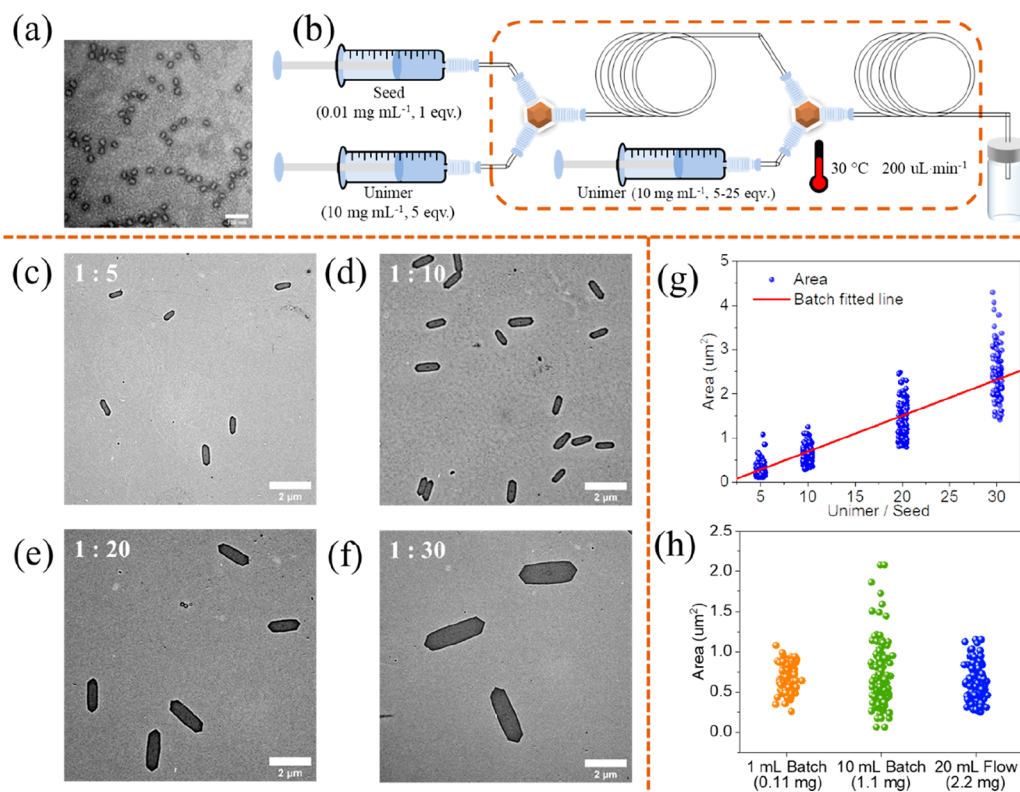 (a)
(b)
Seed
(0.01 mg mL⁻¹, 1 eqv.)
Unimer
(10 mg mL⁻¹, 5 eqv.)
Unimer (10 mg mL⁻¹, 5-25 eqv.)
30 °C 200 uL·min⁻¹
(c)
1 : 5
2 μm
(d)
1 : 10
2 μm
(e)
1 : 20
2 μm
(f)
1 : 30
2 μm
(g)
Area
Batch fitted line
Area (um²)
5
4
3
2
1
0
5 10 15 20 25 30
Unimer / Seed
(h)
Area (um²)
2.5
2.0
1.5
1.0
0.5
0.0
1 mL Batch 10 mL Batch 20 mL Flow
(0.11 mg) (1.1 mg) (2.2 mg)